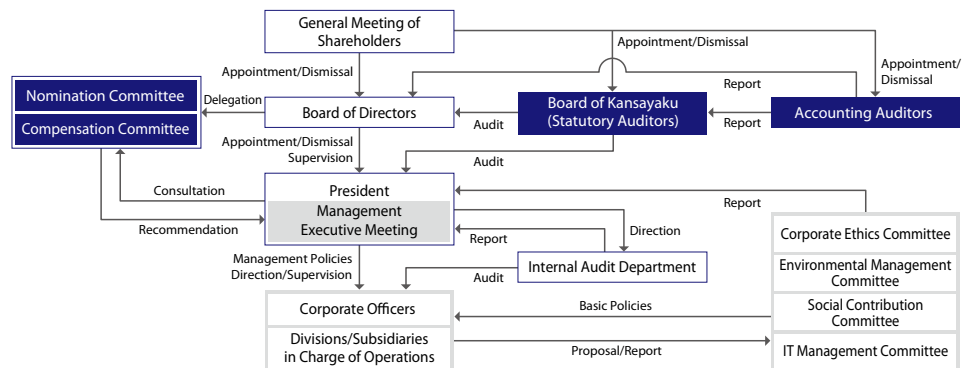 General Meeting of
Shareholders
Appointment/Dismissal
Appointment/
Dismissal
Appointment/Dismissal
Report
Nomination Committee
Compensation Committee
Delegation
Board of Directors
Audit
Board of Kansayaku
(Statutory Auditors)
Report
Accounting Auditors
Appointment/Dismissal
Supervision
Audit
Consultation
Recommendation
President
Management
Executive Meeting
Report
Direction
Report
Internal Audit Department
Audit
Management Policies
Direction/Supervision
Corporate Ethics Committee
Environmental Management
Committee
Social Contribution
Committee
IT Management Committee
Corporate Officers
Basic Policies
Divisions/Subsidiaries
in Charge of Operations
Proposal/Report